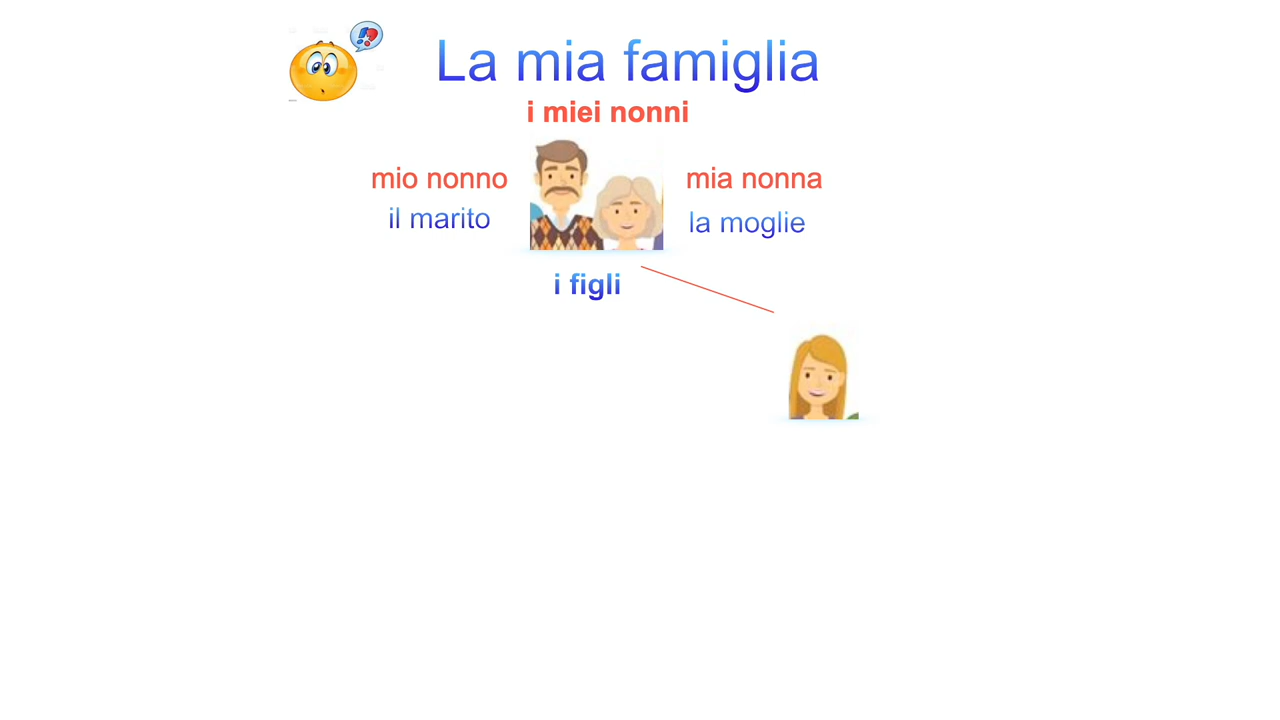 La mia famiglia
i miei nonni
mio nonno
mia nonna
il marito
la moglie
i figli